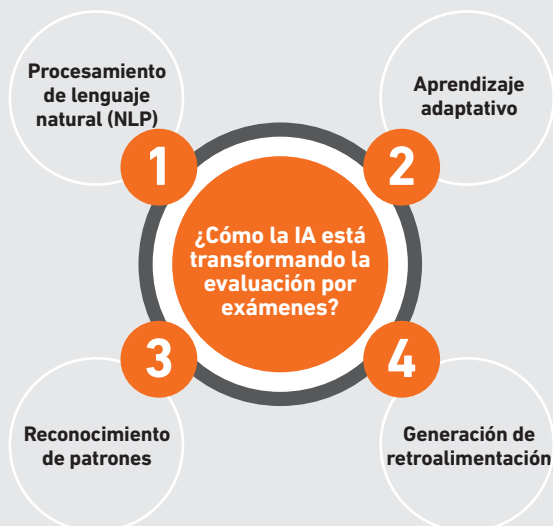 Procesamiento
de lenguaje
natural (NLP)
1
Aprendizaje
adaptativo
2
¿Cómo la IA está
transformando la
evaluación por
exámenes?
3
Reconocimiento
de patrones
4
Generación de
retroalimentación